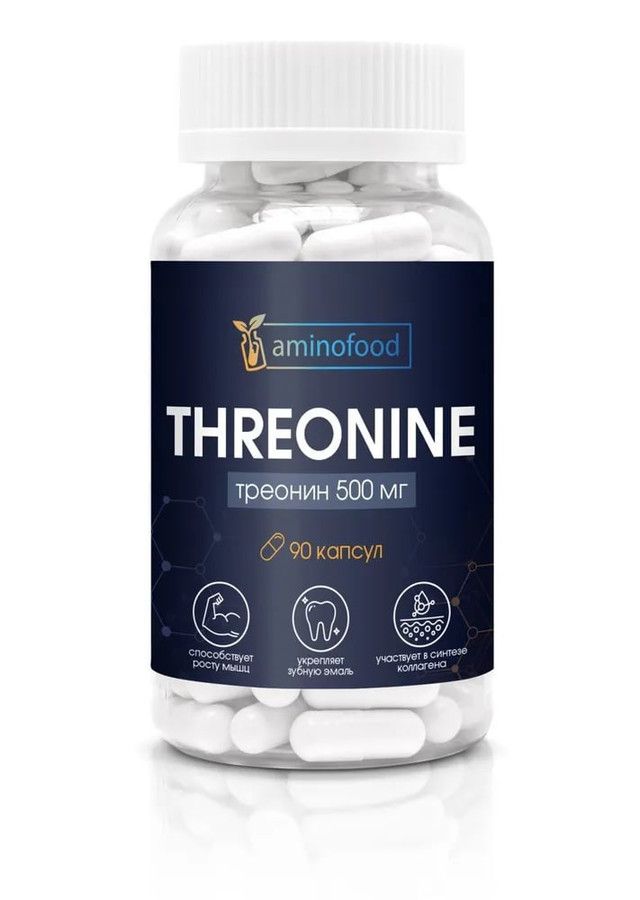 aminofood
THREONINE
треонин 500 мг
90 капсул
способствует
росту мышц
укрепляет
зубную эмаль
участвует в синтезе
коллагена